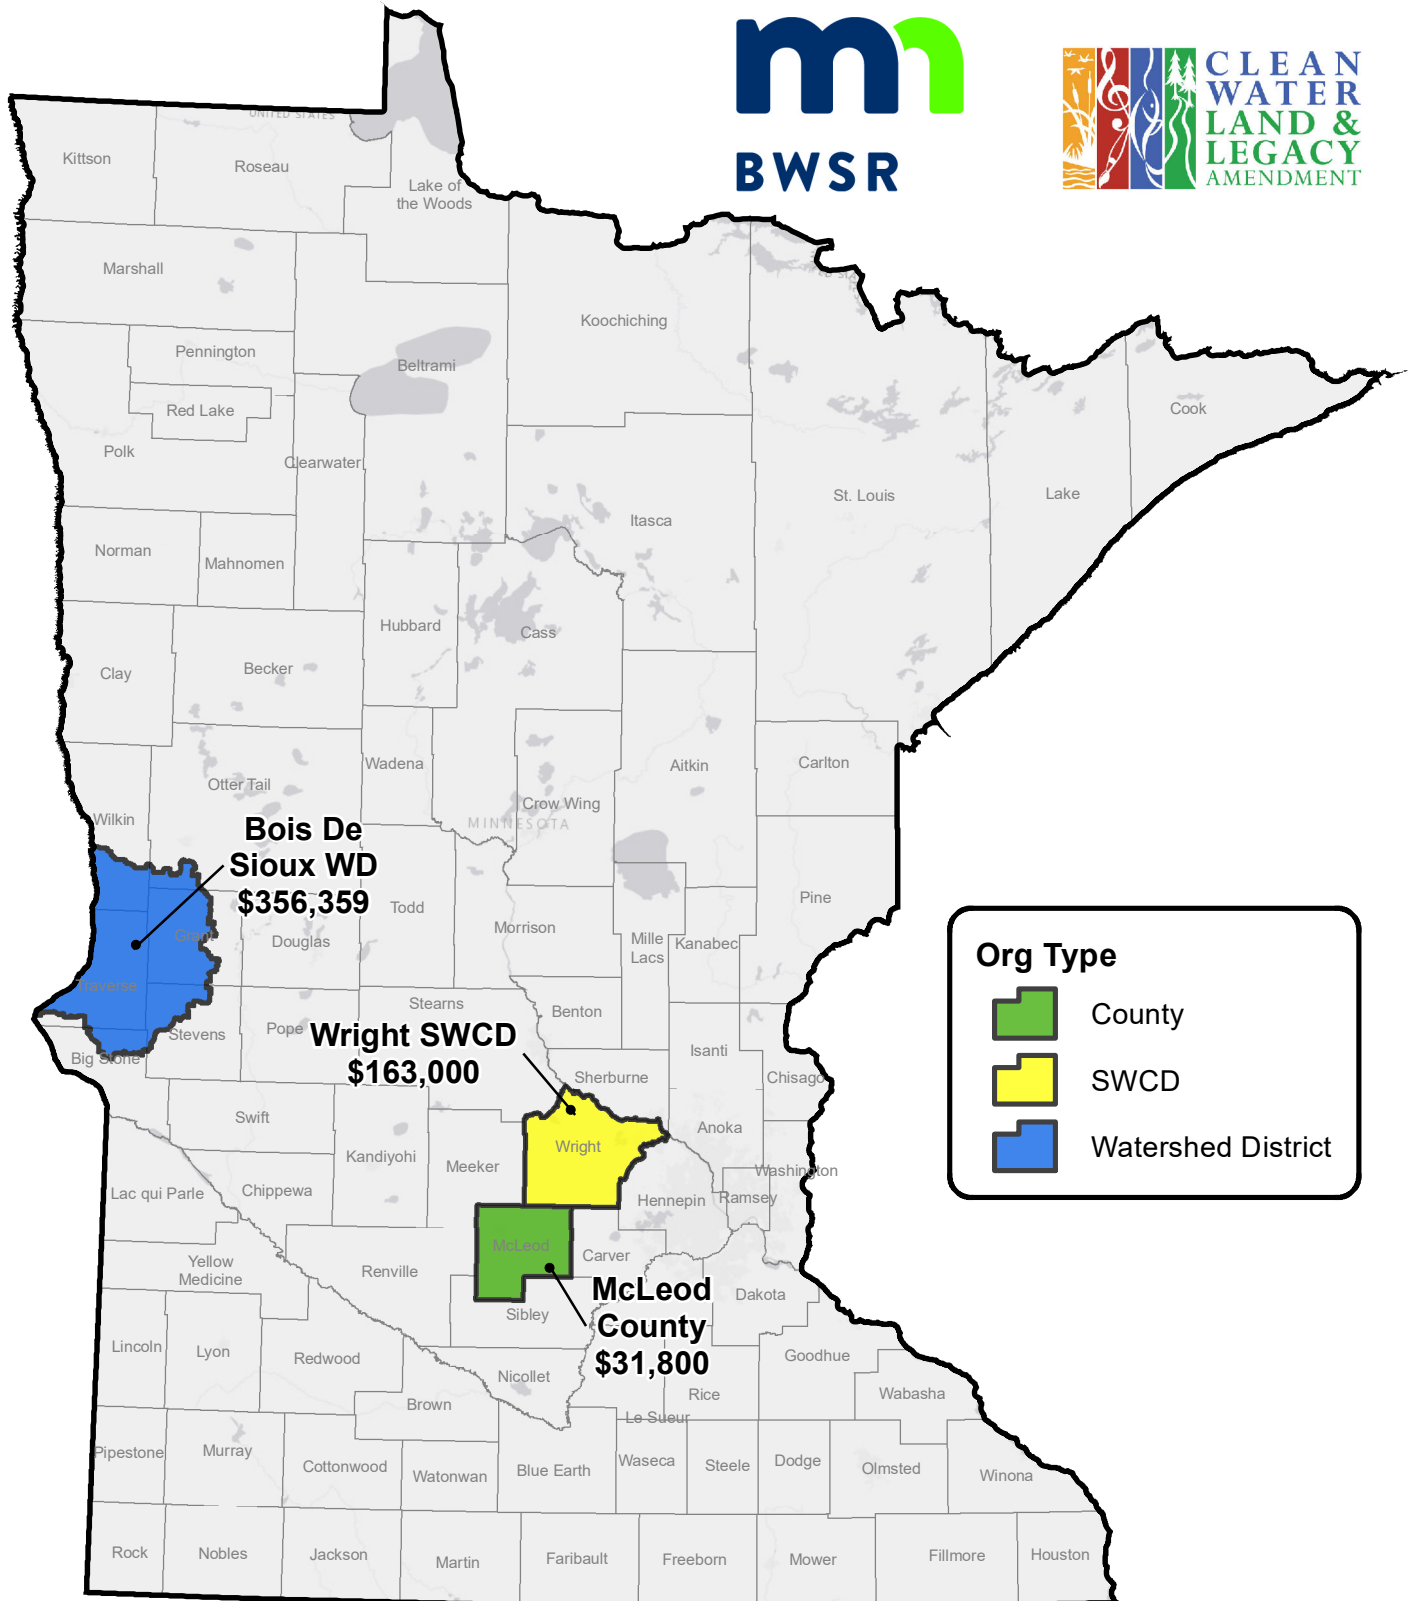 BWSR
CLEAN
WATER
LAND &
LEGACY
AMENDMENT
UNITED STATES
Kittson
Roseau
Lake of
the Woods
Marshall
Koochiching
Pennington
Beltrami
Red Lake
Cook
Polk
Clearwater
St. Louis
Lake
Itasca
Norman
Mahnomen
Hubbard
Cass
Clay
Becker
Wadena
Aitkin
Carlton
Otter Tail
Crow Wing
Wilkin
MINNESOTA
Bois De
Sioux WD
$356,359
Todd
Pine
Morrison
Grant
Douglas
Mille
Lacs
Kanabec
Org Type
County
SWCD
Watershed District
Traverse
Stearns
Benton
Stevens
Pope
Wright SWCD
$163,000
Big Stone
Isanti
Sherburne
Chisago
Swift
Anoka
Kandiyohi
Meeker
Wright
Washington
Lac qui Parle
Chippewa
Hennepin
Ramsey
McLeod
Carver
Yellow
Medicine
Renville
McLeod
County
$31,800
Dakota
Sibley
Lincoln
Lyon
Redwood
Goodhue
Nicollet
Rice
Wabasha
Brown
Le Sueur
Pipestone
Murray
Cottonwood
Watonwan
Blue Earth
Waseca
Steele
Dodge
Olmsted
Winona
Rock
Nobles
Jackson
Martin
Faribault
Freeborn
Mower
Fillmore
Houston